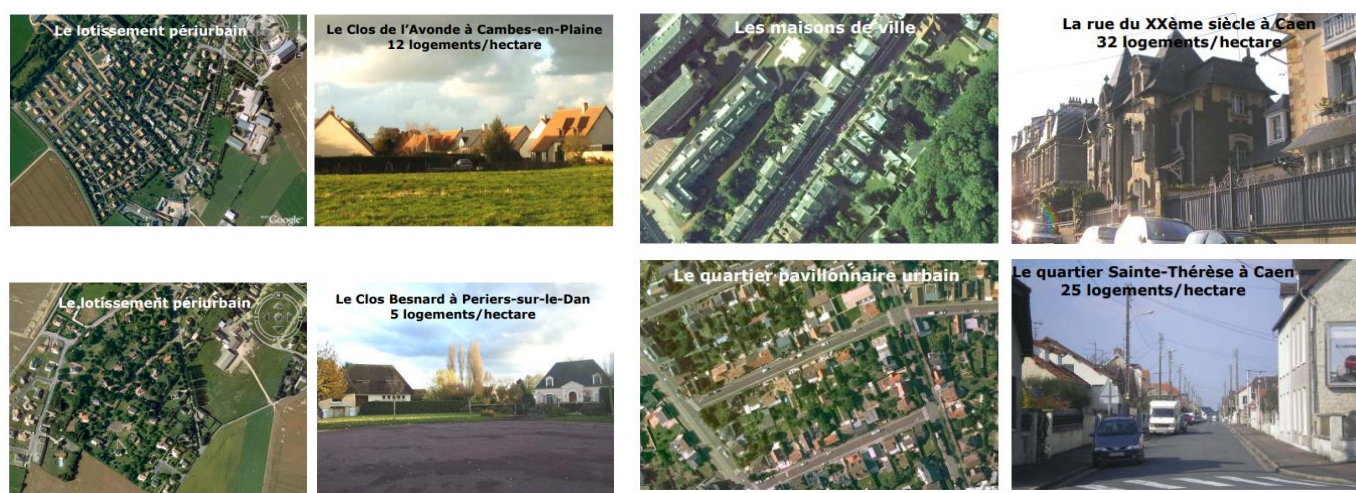 Le lotissement périurbain
Le Clos de l’Avonde à Cambes-en-Plaine
12 logements/hectare
Google
Les maisons de ville
La rue du XXème siècle à Caen
32 logements/hectare
Le lotissement périurbain
Le Clos Besnard à Periers-sur-le-Dan
5 logements/hectare
Le quartier pavillonnaire urbain
Le quartier Sainte-Thérèse à Caen
25 logements/hectare